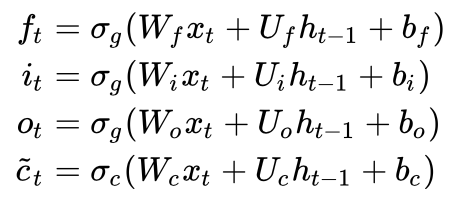 f_t = σ_g(W_f x_t + U_f h_{t−1} + b_f)
i_t = σ_g(W_i x_t + U_i h_{t−1} + b_i)
o_t = σ_g(W_o x_t + U_o h_{t−1} + b_o)
c̃_t = σ_c(W_c x_t + U_c h_{t−1} + b_c)